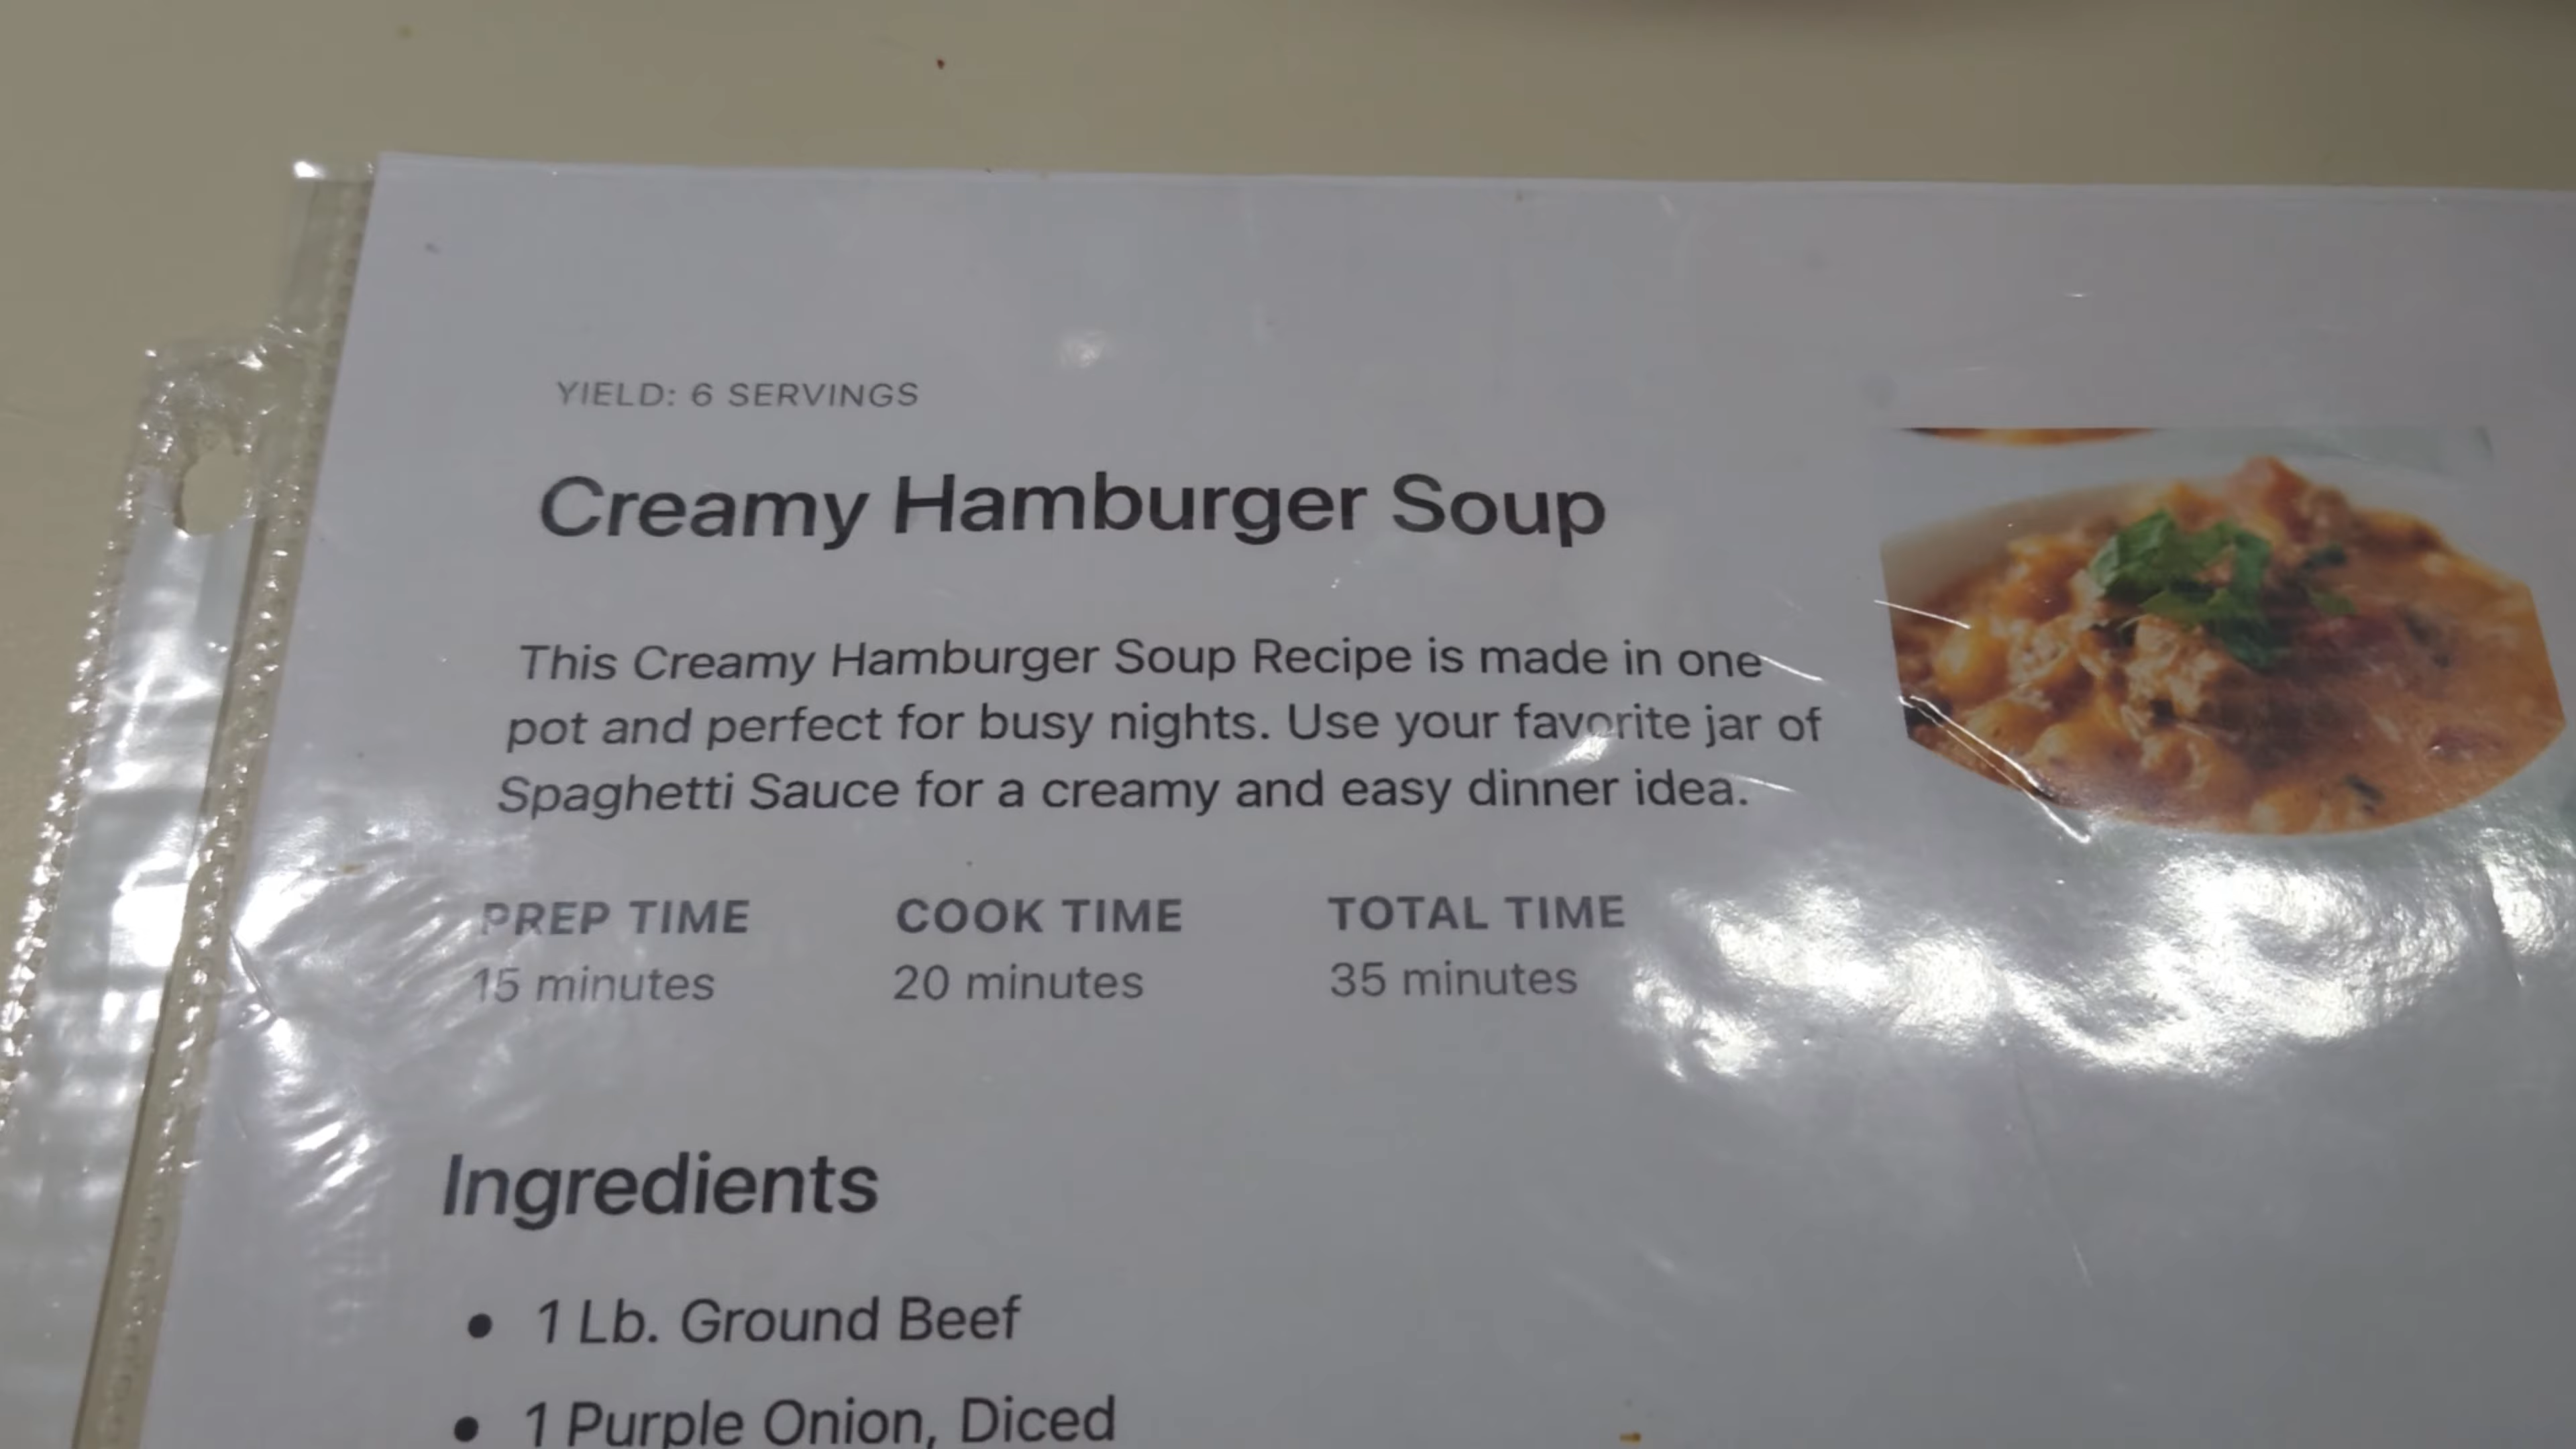 YIELD: 6 SERVINGS
Creamy Hamburger Soup
This Creamy Hamburger Soup Recipe is made in one
pot and perfect for busy nights. Use your favorite jar of
Spaghetti Sauce for a creamy and easy dinner idea.
PREP TIME COOK TIME TOTAL TIME
15 minutes 20 minutes 35 minutes
Ingredients
• 1 Lb. Ground Beef
• 1 Purple Onion, Diced